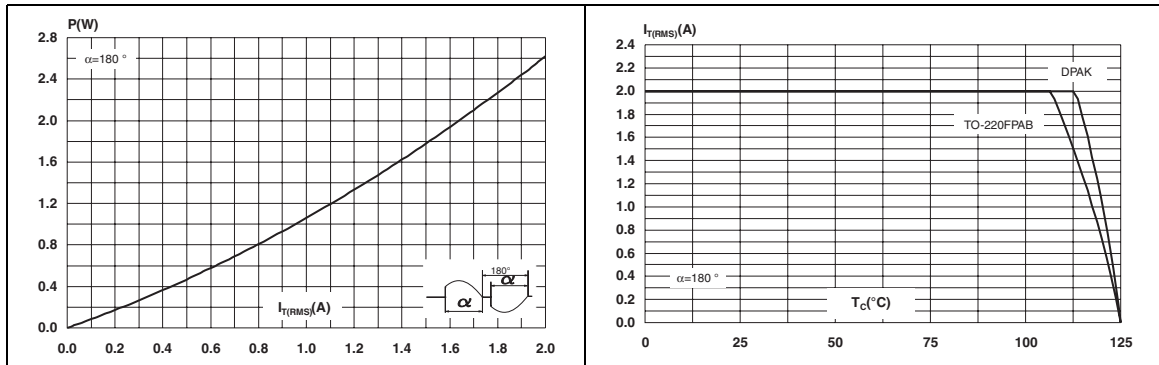 P(W)
2.8
α=180 °
2.4
2.0
1.6
1.2
0.8
180°
α
0.4
α
I_T(RMS)(A)
0.0
0.0 0.2 0.4 0.6 0.8 1.0 1.2 1.4 1.6 1.8 2.0
I_T(RMS)(A)
2.4
2.2
DPAK
2.0
1.8
TO-220FPAB
1.6
1.4
1.2
1.0
0.8
0.6
0.4
α=180 °
0.2
T_C(°C)
0.0
0 25 50 75 100 125